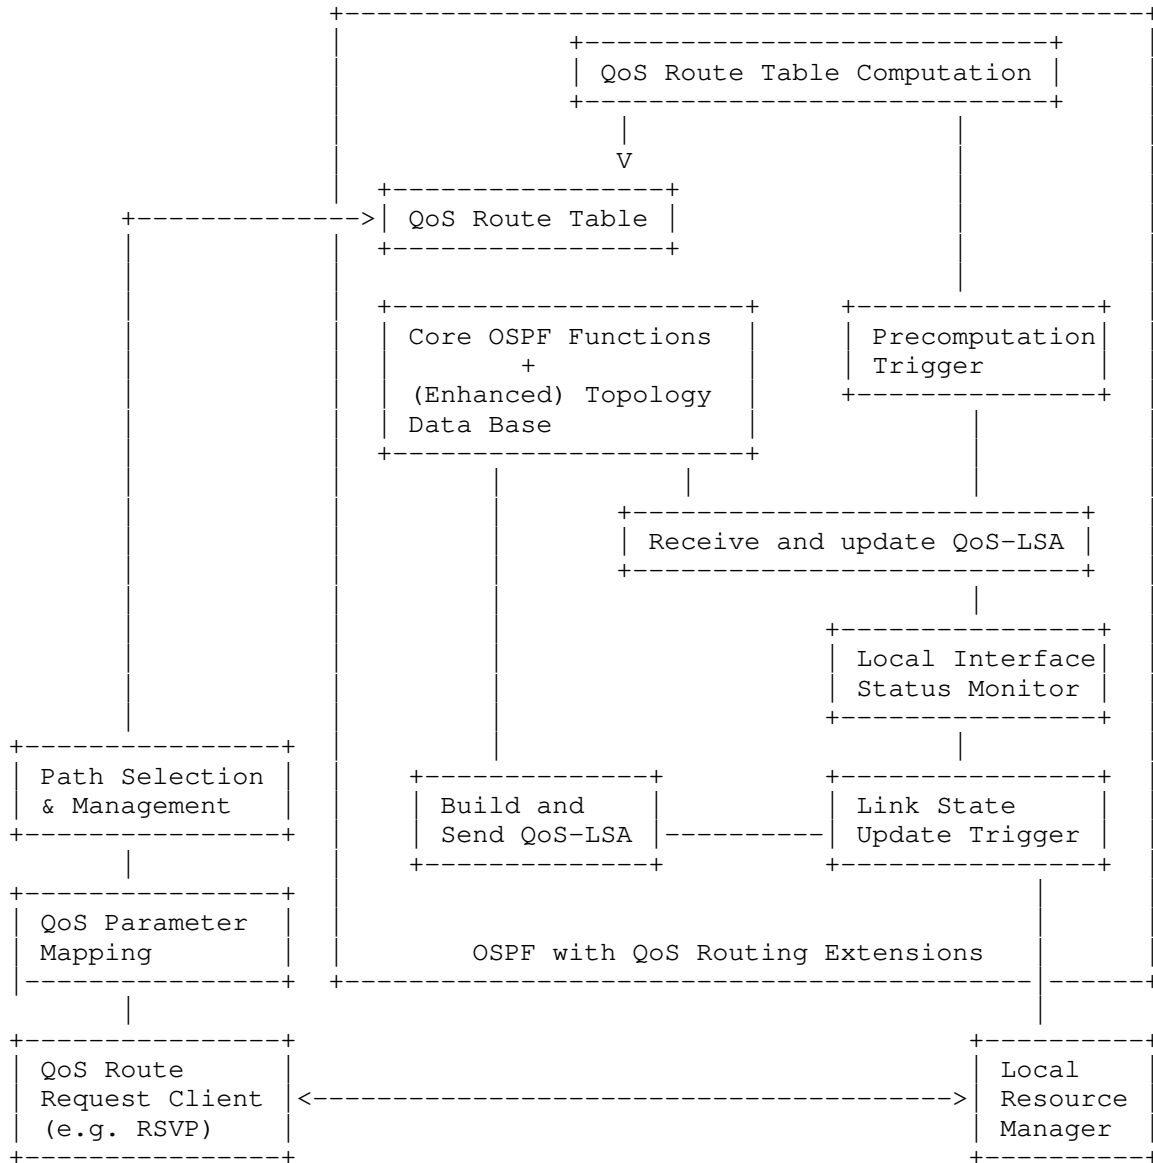 QoS Route Table Computation
V
QoS Route Table
Core OSPF Functions
+
(Enhanced) Topology
Data Base
Precomputation
Trigger
Receive and update QoS-LSA
Local Interface
Status Monitor
Path Selection
& Management
Build and
Send QoS-LSA
Link State
Update Trigger
QoS Parameter
Mapping
OSPF with QoS Routing Extensions
QoS Route
Request Client
(e.g. RSVP)
Local
Resource
Manager